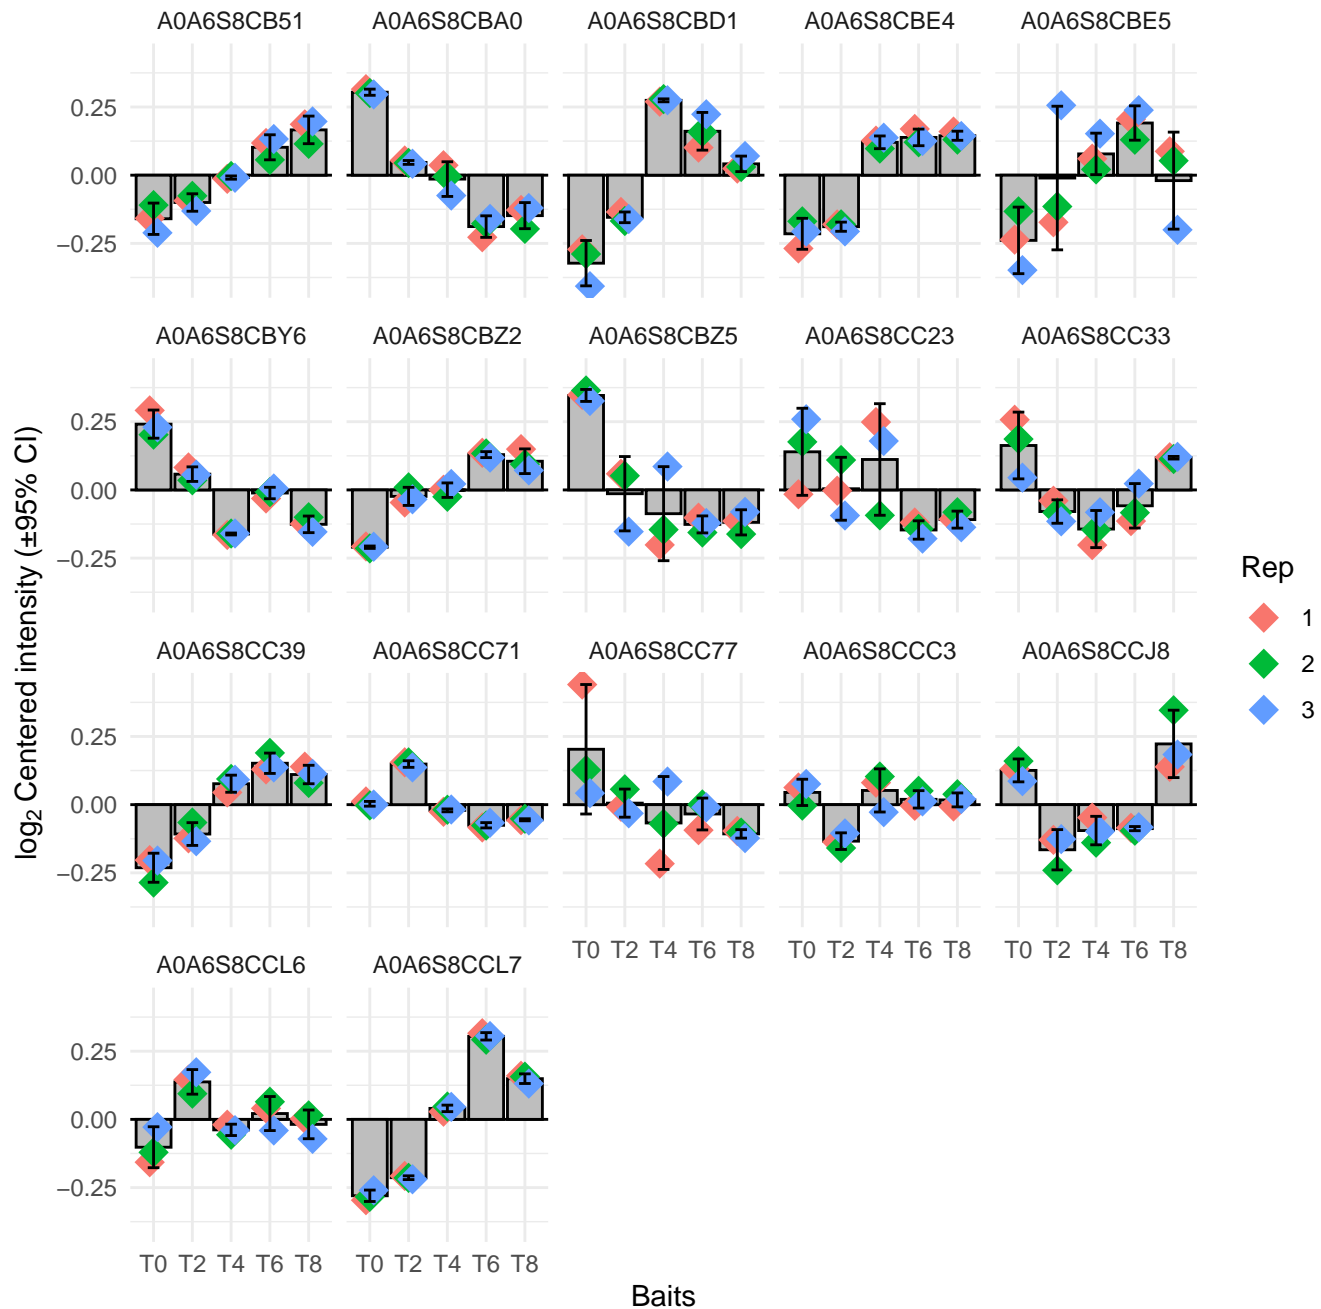 A0A6S8CB51 A0A6S8CBA0 A0A6S8CBD1 A0A6S8CBE4 A0A6S8CBE5
0.25
0.00
−0.25
A0A6S8CBY6 A0A6S8CBZ2 A0A6S8CBZ5 A0A6S8CC23 A0A6S8CC33
0.25
0.00
−0.25
A0A6S8CC39 A0A6S8CC71 A0A6S8CC77 A0A6S8CCC3 A0A6S8CCJ8
0.25
0.00
−0.25
T0 T2 T4 T6 T8 T0 T2 T4 T6 T8 T0 T2 T4 T6 T8
A0A6S8CCL6 A0A6S8CCL7
0.25
0.00
−0.25
T0 T2 T4 T6 T8 T0 T2 T4 T6 T8
Baits
log2 Centered intensity (±95% CI)
Rep
1
2
3